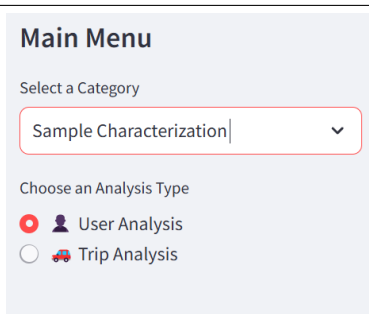 Main Menu
Select a Category
Sample Characterization
Choose an Analysis Type
User Analysis
Trip Analysis